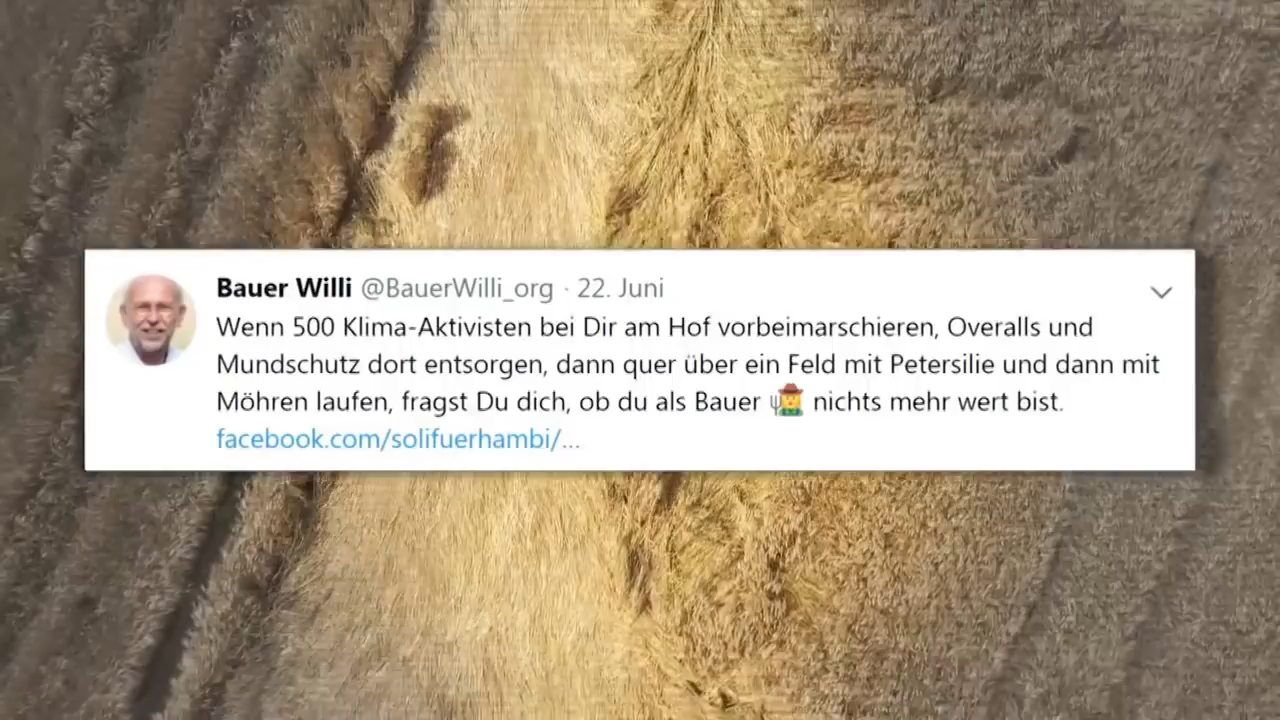 Bauer Willi @BauerWilli_org · 22. Juni
Wenn 500 Klima-Aktivisten bei Dir am Hof vorbeimarschieren, Overalls und
Mundschutz dort entsorgen, dann quer über ein Feld mit Petersilie und dann mit
Möhren laufen, fragst Du dich, ob du als Bauer 👨‍🌾 nichts mehr wert bist.
facebook.com/solifuerhambi/...